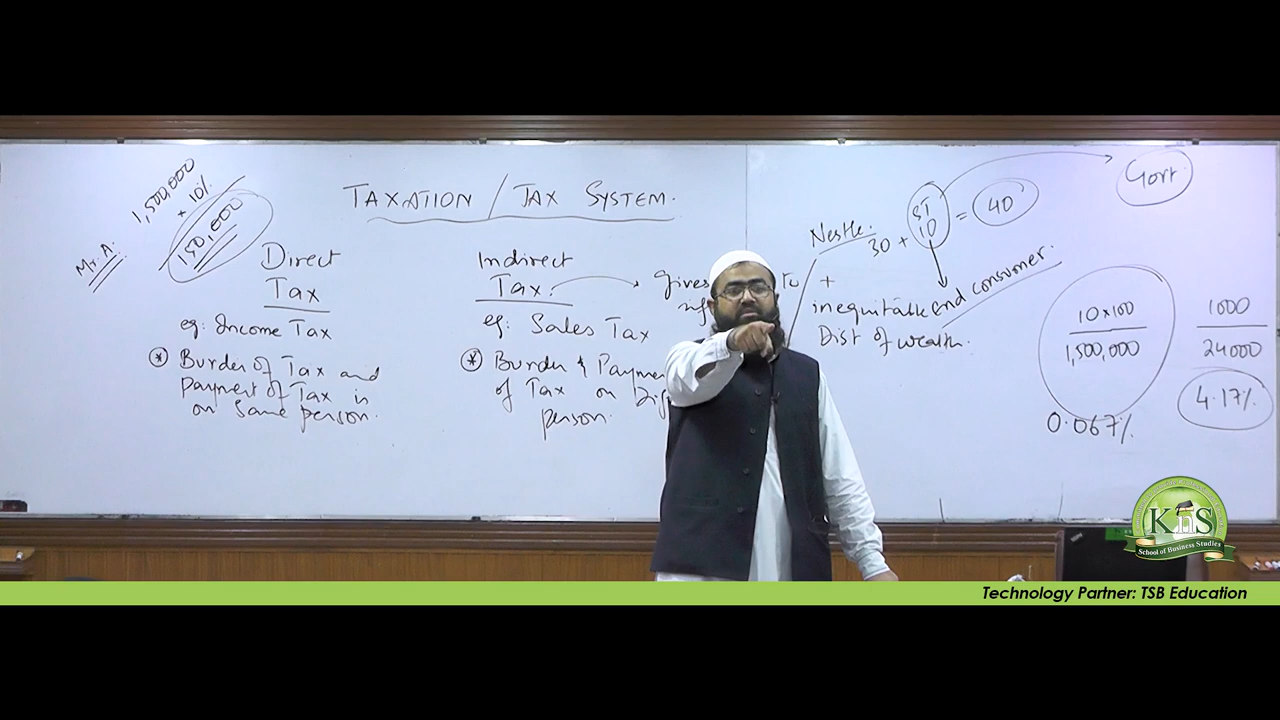 TAXATION / TAX SYSTEM.
Mr. A.
1,500,000
* 10%
150,000
Direct
Tax
eg: Income Tax
* Burden of Tax and
payment of Tax is
on Same person.
Indirect
Tax.
eg: Sales Tax
* Burden &
of Tax on
person.
Gives to
Nestle.
30 + ST 10 = 40
Govt
end consumer.
+
inequitable
Dist of wealth.
10 x 100
1,500,000
0.067%
1000
24000
4.17%
KnS
School of Business Studies
Technology Partner: TSB Education